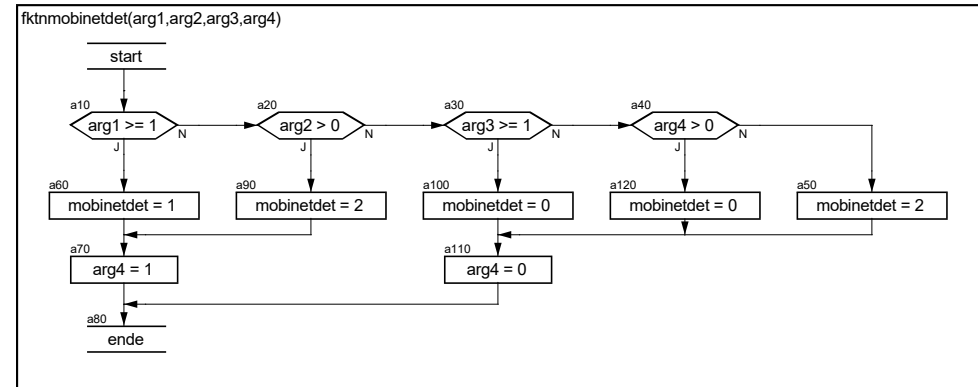 fktnmobinetdet(arg1,arg2,arg3,arg4)
start
a10 a20 a30 a40
arg1 >= 1 N arg2 > 0 N arg3 >= 1 N arg4 > 0 N
J J J J
a60 a90 a100 a120 a50
mobinetdet = 1 mobinetdet = 2 mobinetdet = 0 mobinetdet = 0 mobinetdet = 2
a70 a110
arg4 = 1 arg4 = 0
a80
ende